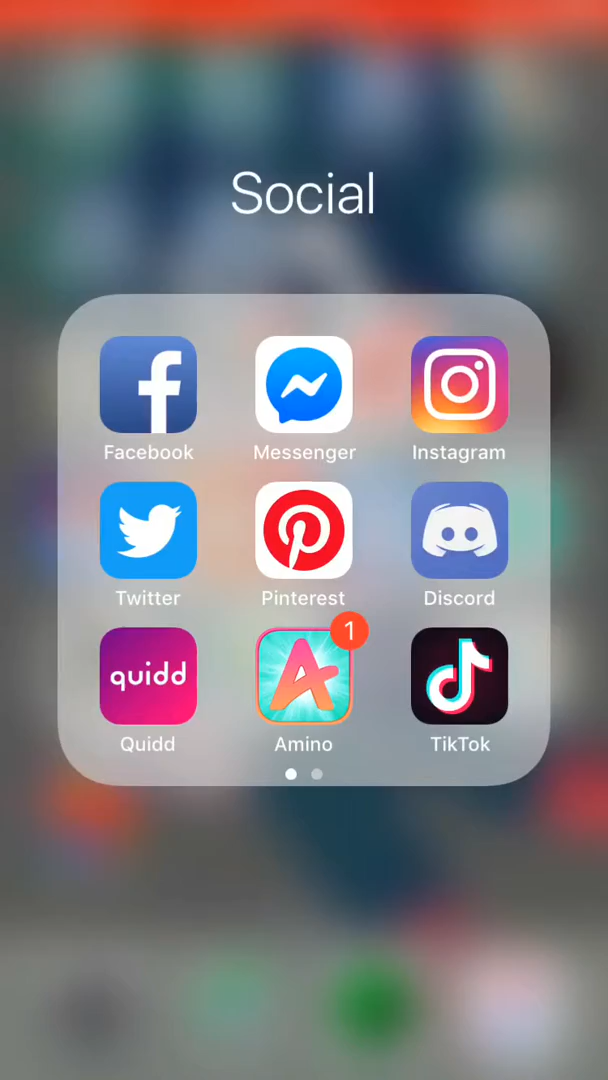 Social
Facebook
Messenger
Instagram
Twitter
Pinterest
Discord
quidd
1
Quidd
Amino
TikTok